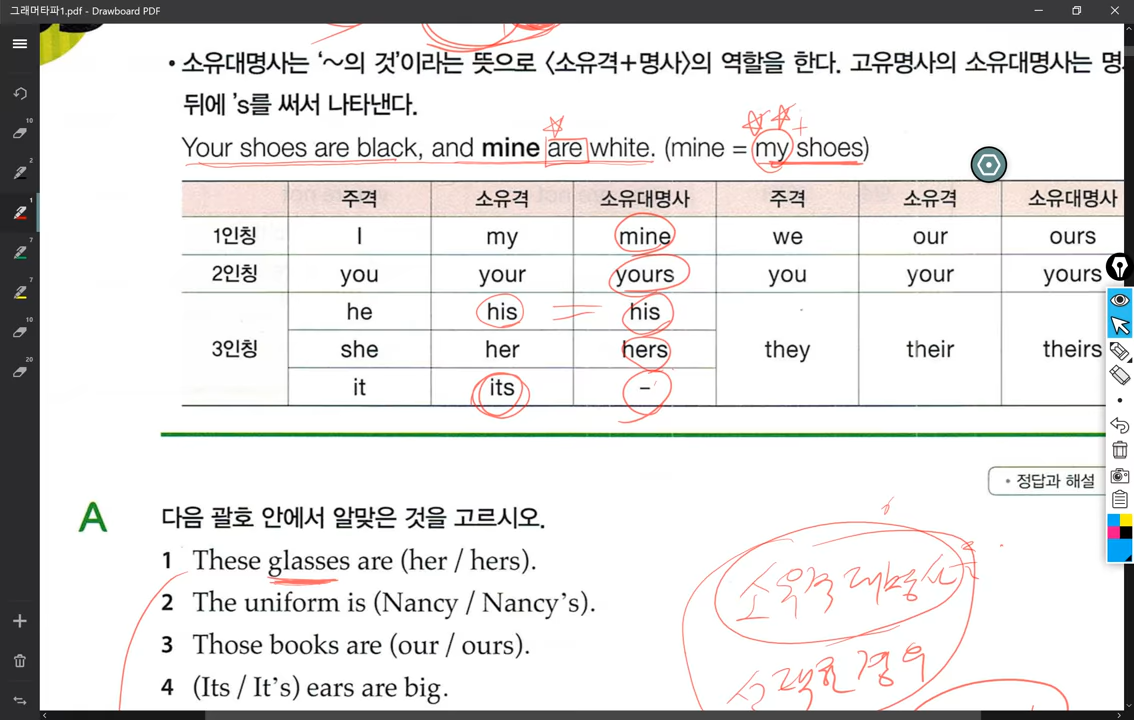 그래머타파1.pdf - Drawboard PDF
• 소유대명사는 '～의 것'이라는 뜻으로 〈소유격+명사〉의 역할을 한다. 고유명사의 소유대명사는 명
뒤에 's를 써서 나타낸다.
Your shoes are black, and mine are white. (mine = my shoes)
주격 소유격 소유대명사 주격 소유격 소유대명사
1인칭 I my mine we our ours
2인칭 you your yours you your yours
he his = his
3인칭 she her hers they their theirs
it its –
• 정답과 해설
A 다음 괄호 안에서 알맞은 것을 고르시오.
1 These glasses are (her / hers).
2 The uniform is (Nancy / Nancy's).
3 Those books are (our / ours).
4 (Its / It's) ears are big.
소유격 대명사
10
2
1
7
7
10
20